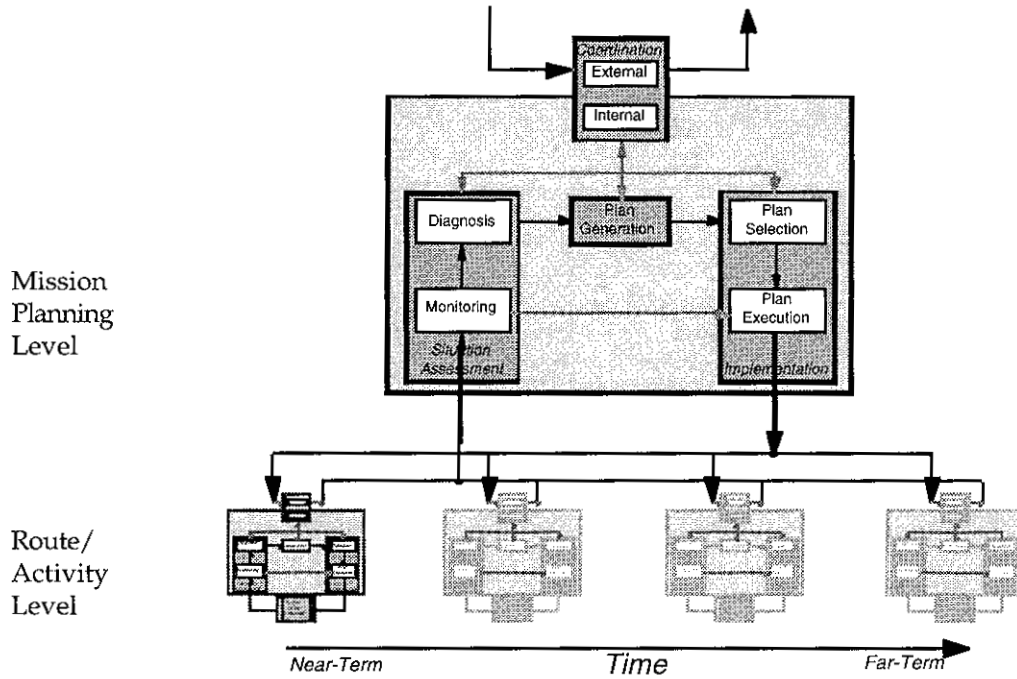 Coordination
External
Internal
Diagnosis
Plan
Generation
Plan
Selection
Monitoring
Plan
Execution
Situation
Assessment
Implementation
Mission
Planning
Level
Route/
Activity
Level
Near-Term
Time
Far-Term